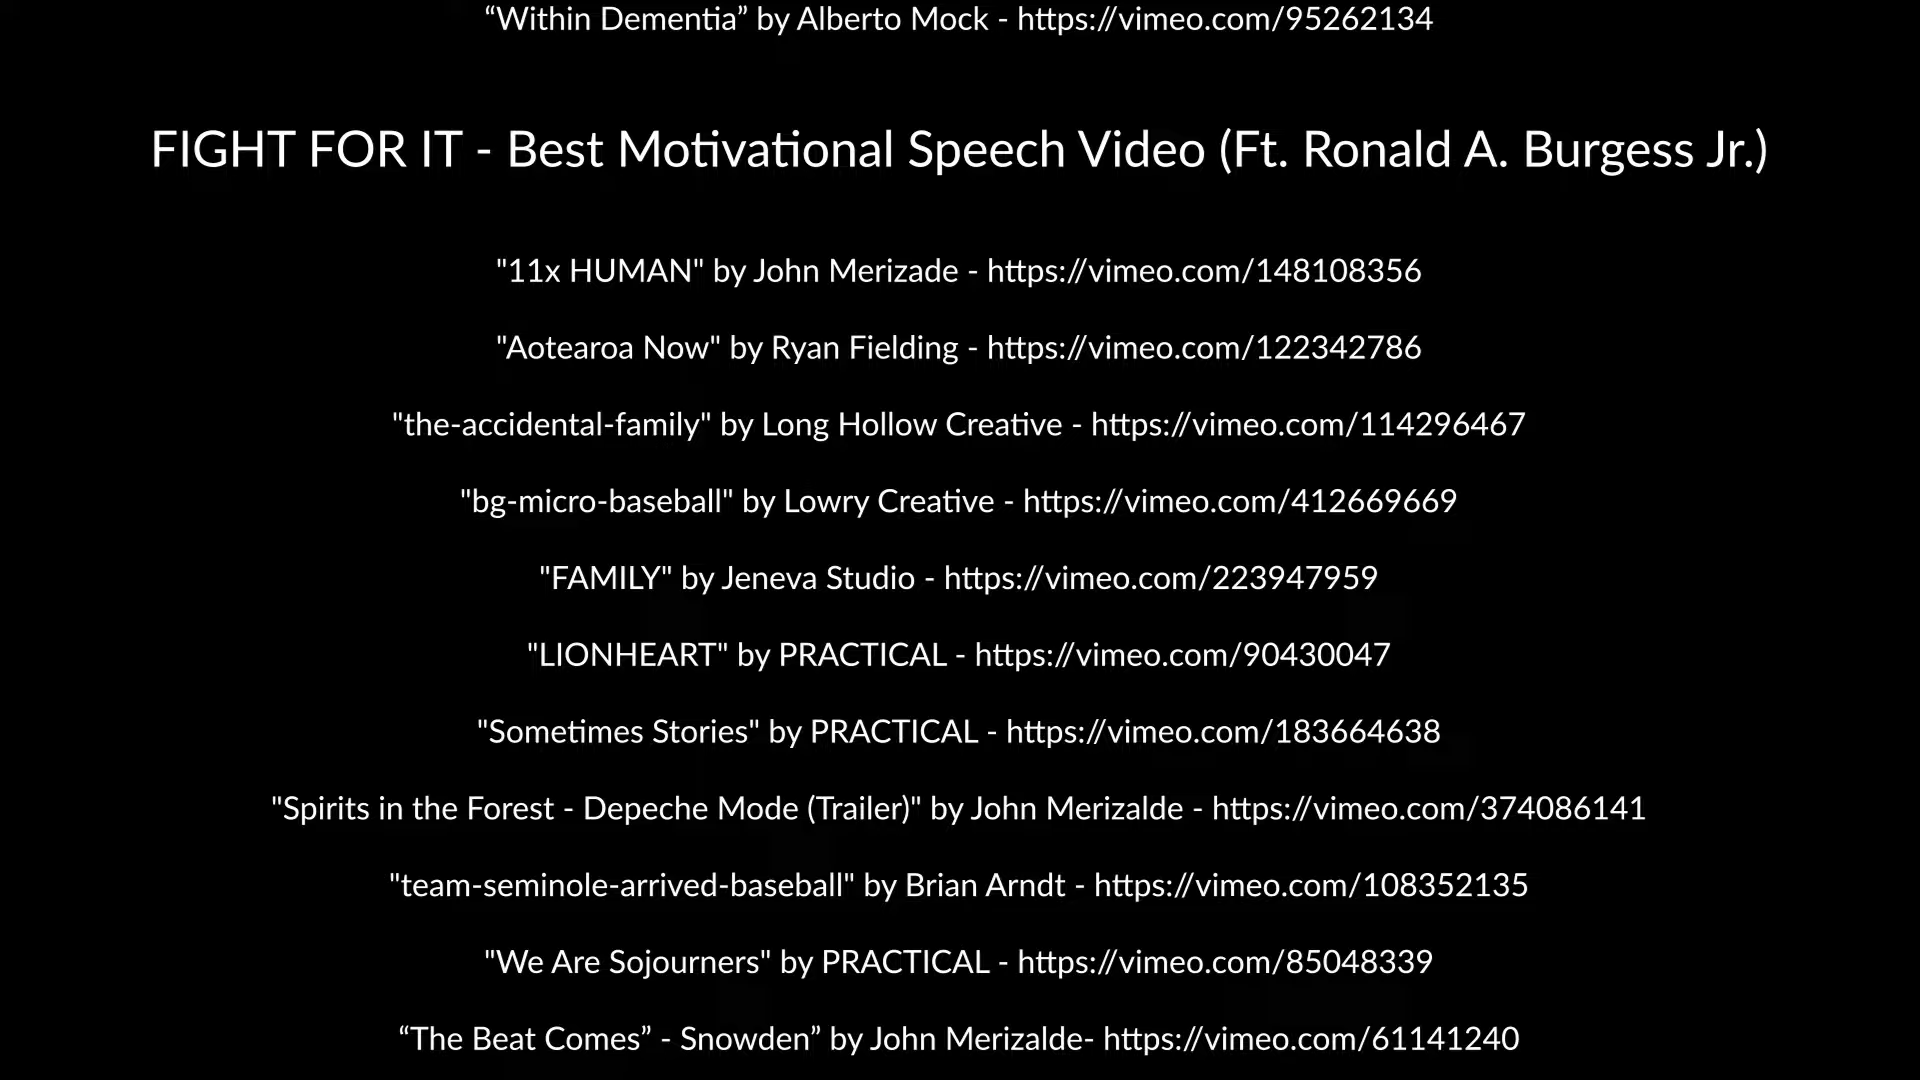 “Within Dementia” by Alberto Mock - https://vimeo.com/95262134
FIGHT FOR IT - Best Motivational Speech Video (Ft. Ronald A. Burgess Jr.)
"11x HUMAN" by John Merizade - https://vimeo.com/148108356
"Aotearoa Now" by Ryan Fielding - https://vimeo.com/122342786
"the-accidental-family" by Long Hollow Creative - https://vimeo.com/114296467
"bg-micro-baseball" by Lowry Creative - https://vimeo.com/412669669
"FAMILY" by Jeneva Studio - https://vimeo.com/223947959
"LIONHEART" by PRACTICAL - https://vimeo.com/90430047
"Sometimes Stories" by PRACTICAL - https://vimeo.com/183664638
"Spirits in the Forest - Depeche Mode (Trailer)" by John Merizalde - https://vimeo.com/374086141
"team-seminole-arrived-baseball" by Brian Arndt - https://vimeo.com/108352135
"We Are Sojourners" by PRACTICAL - https://vimeo.com/85048339
“The Beat Comes” - Snowden” by John Merizalde- https://vimeo.com/61141240